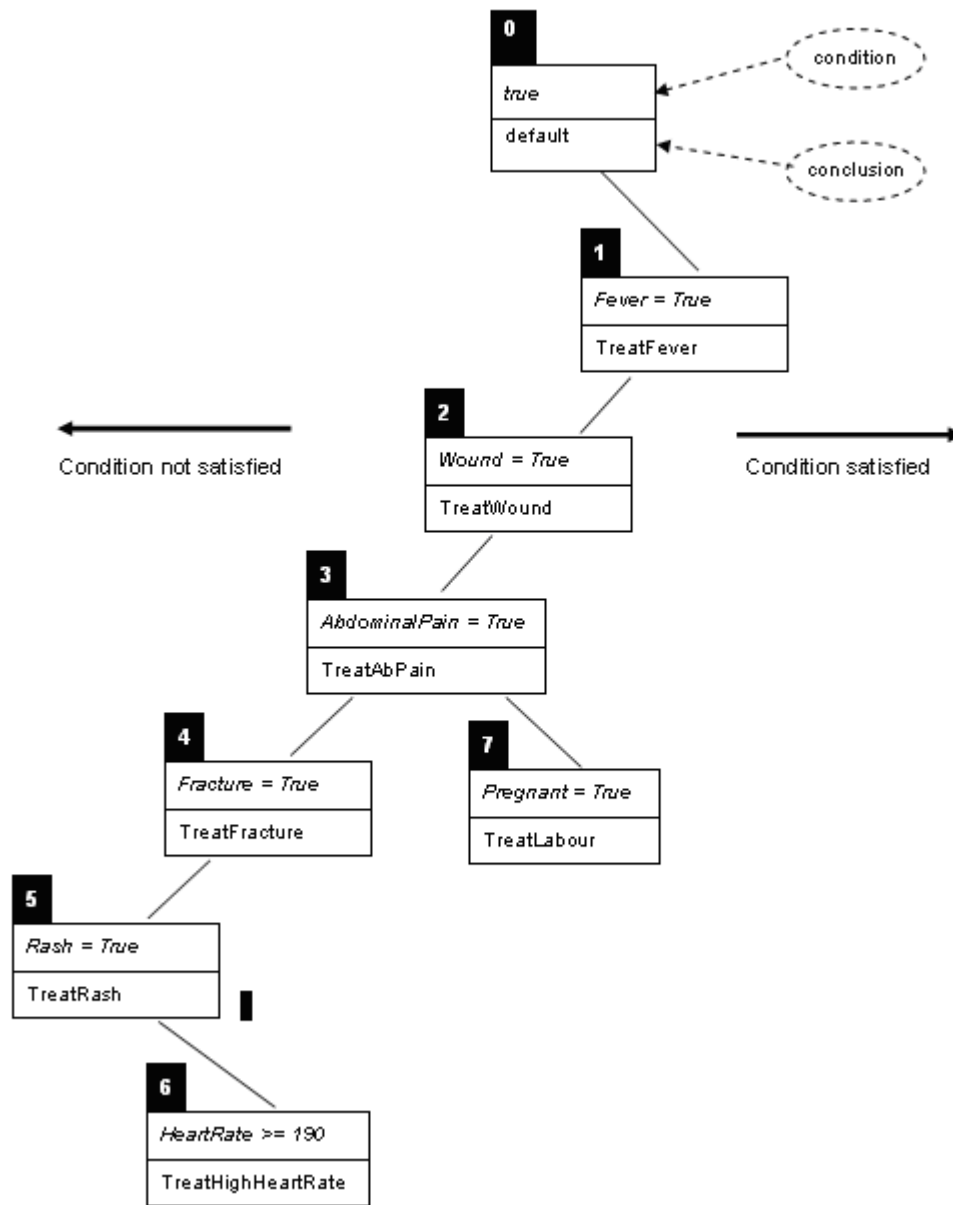 0
condition
true
default
conclusion
1
Fever = True
TreatFever
2
Condition not satisfied
Wound = True
Condition satisfied
TreatWound
3
AbdominalPain = True
TreatAbPain
4
7
Fracture = True
Pregnant = True
TreatFracture
TreatLabour
5
Rash = True
TreatRash
6
HeartRate >= 190
TreatHighHeartRate